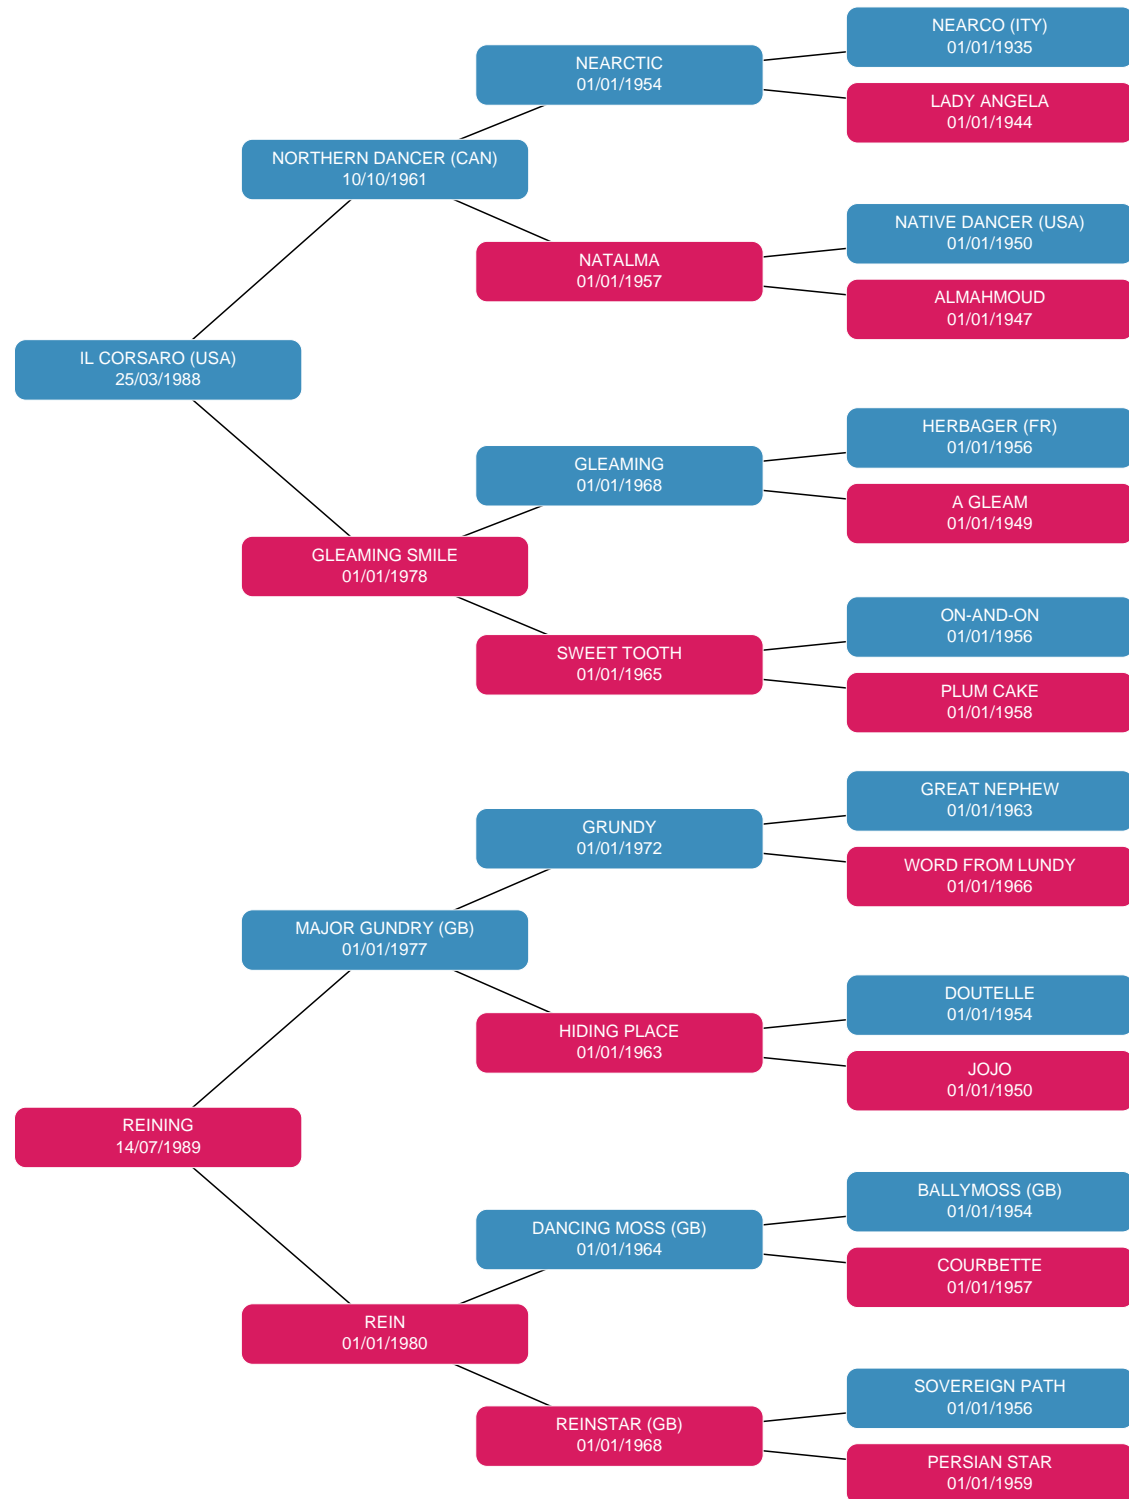 NEARCO (ITY)
01/01/1935
NEARCTIC
01/01/1954
LADY ANGELA
01/01/1944
NORTHERN DANCER (CAN)
10/10/1961
NATIVE DANCER (USA)
01/01/1950
NATALMA
01/01/1957
ALMAHMOUD
01/01/1947
IL CORSARO (USA)
25/03/1988
HERBAGER (FR)
01/01/1956
GLEAMING
01/01/1968
A GLEAM
01/01/1949
GLEAMING SMILE
01/01/1978
ON-AND-ON
01/01/1956
SWEET TOOTH
01/01/1965
PLUM CAKE
01/01/1958
GREAT NEPHEW
01/01/1963
GRUNDY
01/01/1972
WORD FROM LUNDY
01/01/1966
MAJOR GUNDRY (GB)
01/01/1977
DOUTELLE
01/01/1954
HIDING PLACE
01/01/1963
JOJO
01/01/1950
REINING
14/07/1989
BALLYMOSS (GB)
01/01/1954
DANCING MOSS (GB)
01/01/1964
COURBETTE
01/01/1957
REIN
01/01/1980
SOVEREIGN PATH
01/01/1956
REINSTAR (GB)
01/01/1968
PERSIAN STAR
01/01/1959